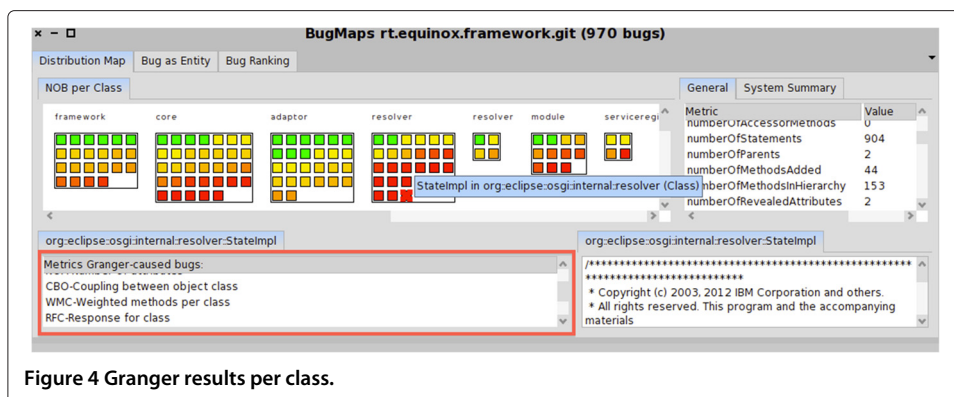 BugMaps rt.equinox.framework.git (970 bugs)
Distribution Map Bug as Entity Bug Ranking
NOB per Class
General System Summary
framework core adaptor resolver resolver module serviceregi
Metric Value
numberOfAccessorMethods 0
numberOfStatements 904
numberOfParents 2
numberOfMethodsAdded 44
StateImpl in org::eclipse::osgi::internal::resolver (Class)
mberOfMethodsInHierarchy 153
numberOfRevealedAttributes 2
org::eclipse::osgi::internal::resolver::StateImpl
Metrics Granger-caused bugs:
CBO-Coupling between object class
WMC-Weighted methods per class
RFC-Response for class
org::eclipse::osgi::internal::resolver::StateImpl
* Copyright (c) 2003, 2012 IBM Corporation and others.
* All rights reserved. This program and the accompanying
materials
Figure 4 Granger results per class.